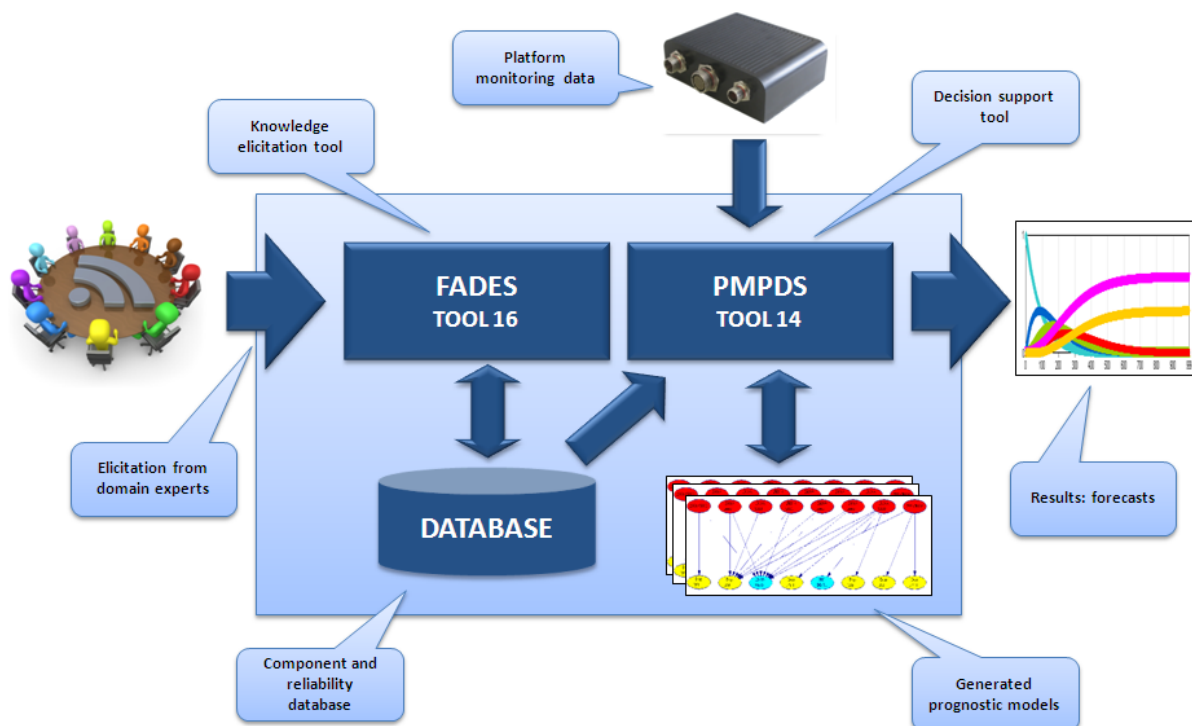 Platform
monitoring data
Decision support
tool
Knowledge
elicitation tool
FADES
TOOL 16
PMPDS
TOOL 14
Elicitation from
domain experts
DATABASE
Results: forecasts
Component and
reliability
database
Generated
prognostic models